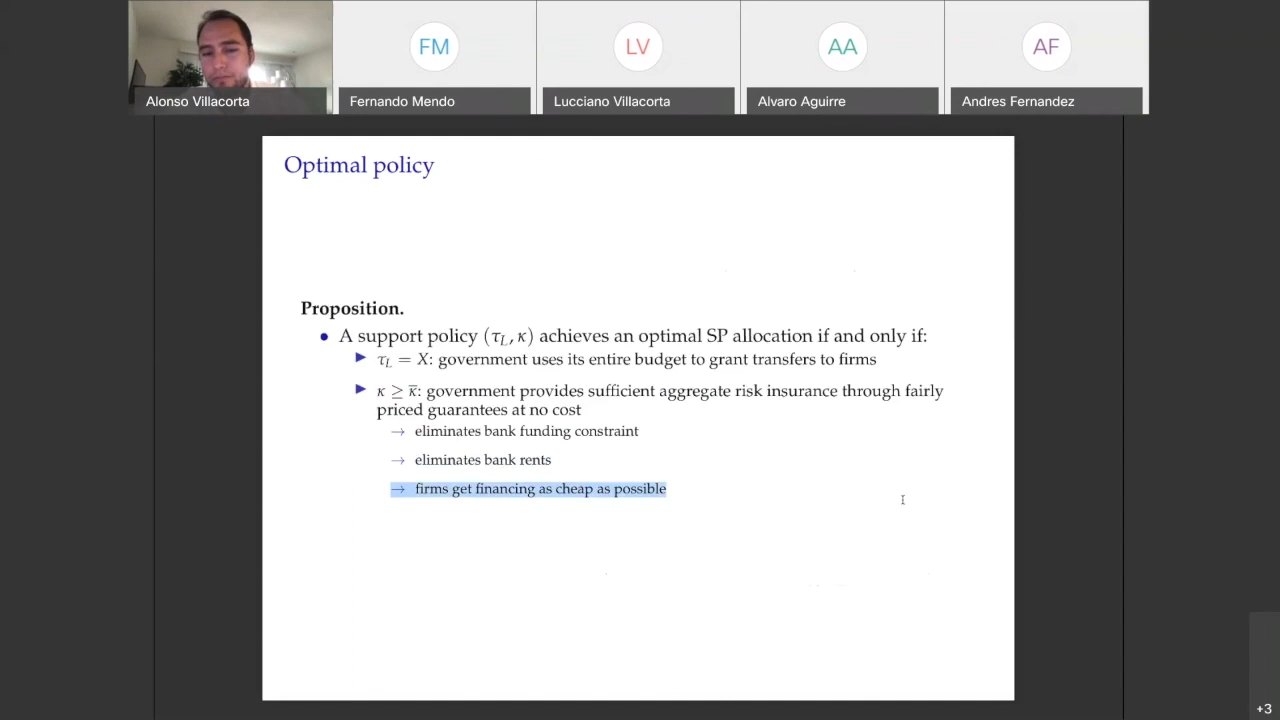 FM
LV
AA
AF
Alonso Villacorta
Fernando Mendo
Lucciano Villacorta
Alvaro Aguirre
Andres Fernandez
Optimal policy
Proposition.
• A support policy (τ_L, κ) achieves an optimal SP allocation if and only if:
▶ τ_L = X: government uses its entire budget to grant transfers to firms
▶ κ ≥ κ̅: government provides sufficient aggregate risk insurance through fairly
priced guarantees at no cost
→ eliminates bank funding constraint
→ eliminates bank rents
→ firms get financing as cheap as possible
+3